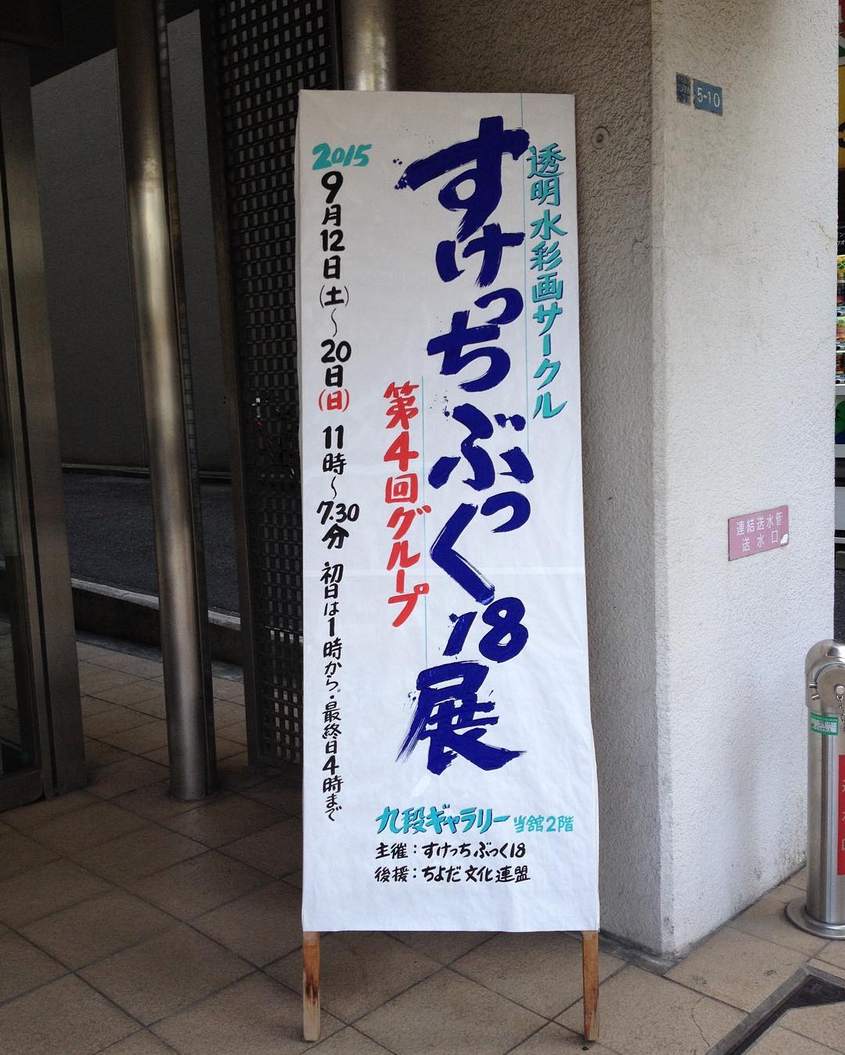 透明水彩画サークル
すけっちぶっく18展
第4回グループ
2015
9月12日(土)～20日(日) 11時～7.30分 初日は1時から・最終日4時まで
九段ギャラリー 当館2階
主催：すけっちぶっく18
後援：ちよだ文化連盟
5-10
連結送水管
送水口